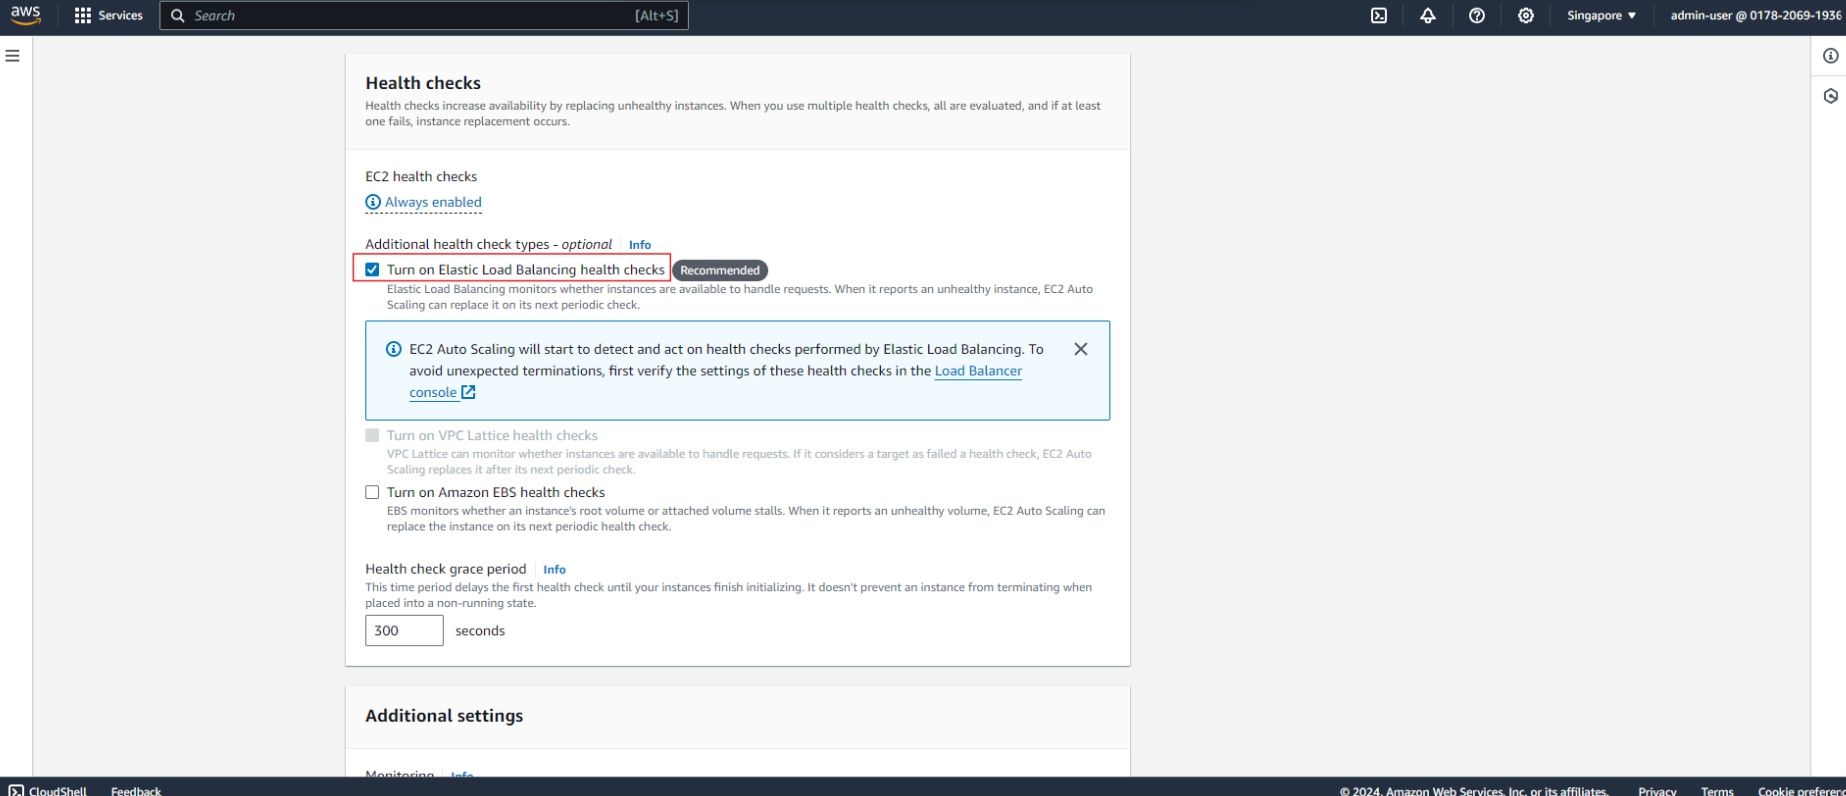 aws
Services
Search
[Alt+S]
Singapore
admin-user @ 0178-2069-1936
Health checks
Health checks increase availability by replacing unhealthy instances. When you use multiple health checks, all are evaluated, and if at least
one fails, instance replacement occurs.
EC2 health checks
Always enabled
Additional health check types - optional
Info
Turn on Elastic Load Balancing health checks
Recommended
Elastic Load Balancing monitors whether instances are available to handle requests. When it reports an unhealthy instance, EC2 Auto
Scaling can replace it on its next periodic check.
EC2 Auto Scaling will start to detect and act on health checks performed by Elastic Load Balancing. To
avoid unexpected terminations, first verify the settings of these health checks in the Load Balancer
console
Turn on VPC Lattice health checks
VPC Lattice can monitor whether instances are available to handle requests. If it considers a target as failed a health check, EC2 Auto
Scaling replaces it after its next periodic check.
Turn on Amazon EBS health checks
EBS monitors whether an instance's root volume or attached volume stalls. When it reports an unhealthy volume, EC2 Auto Scaling can
replace the instance on its next periodic health check.
Health check grace period
Info
This time period delays the first health check until your instances finish initializing. It doesn't prevent an instance from terminating when
placed into a non-running state.
300
seconds
Additional settings
Monitoring
Info
CloudShell
Feedback
© 2024, Amazon Web Services, Inc. or its affiliates.
Privacy
Terms
Cookie preferen